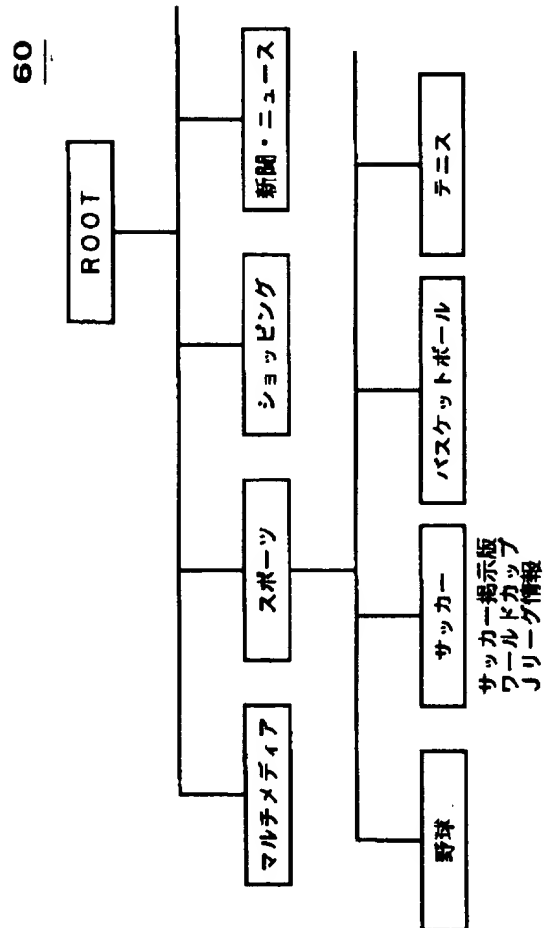 60
ROOT
マルチメディア
スポーツ
ショッピング
新聞・ニュース
野球
サッカー
バスケットボール
テニス
サッカー掲示版
ワールドカップ
Jリーグ情報